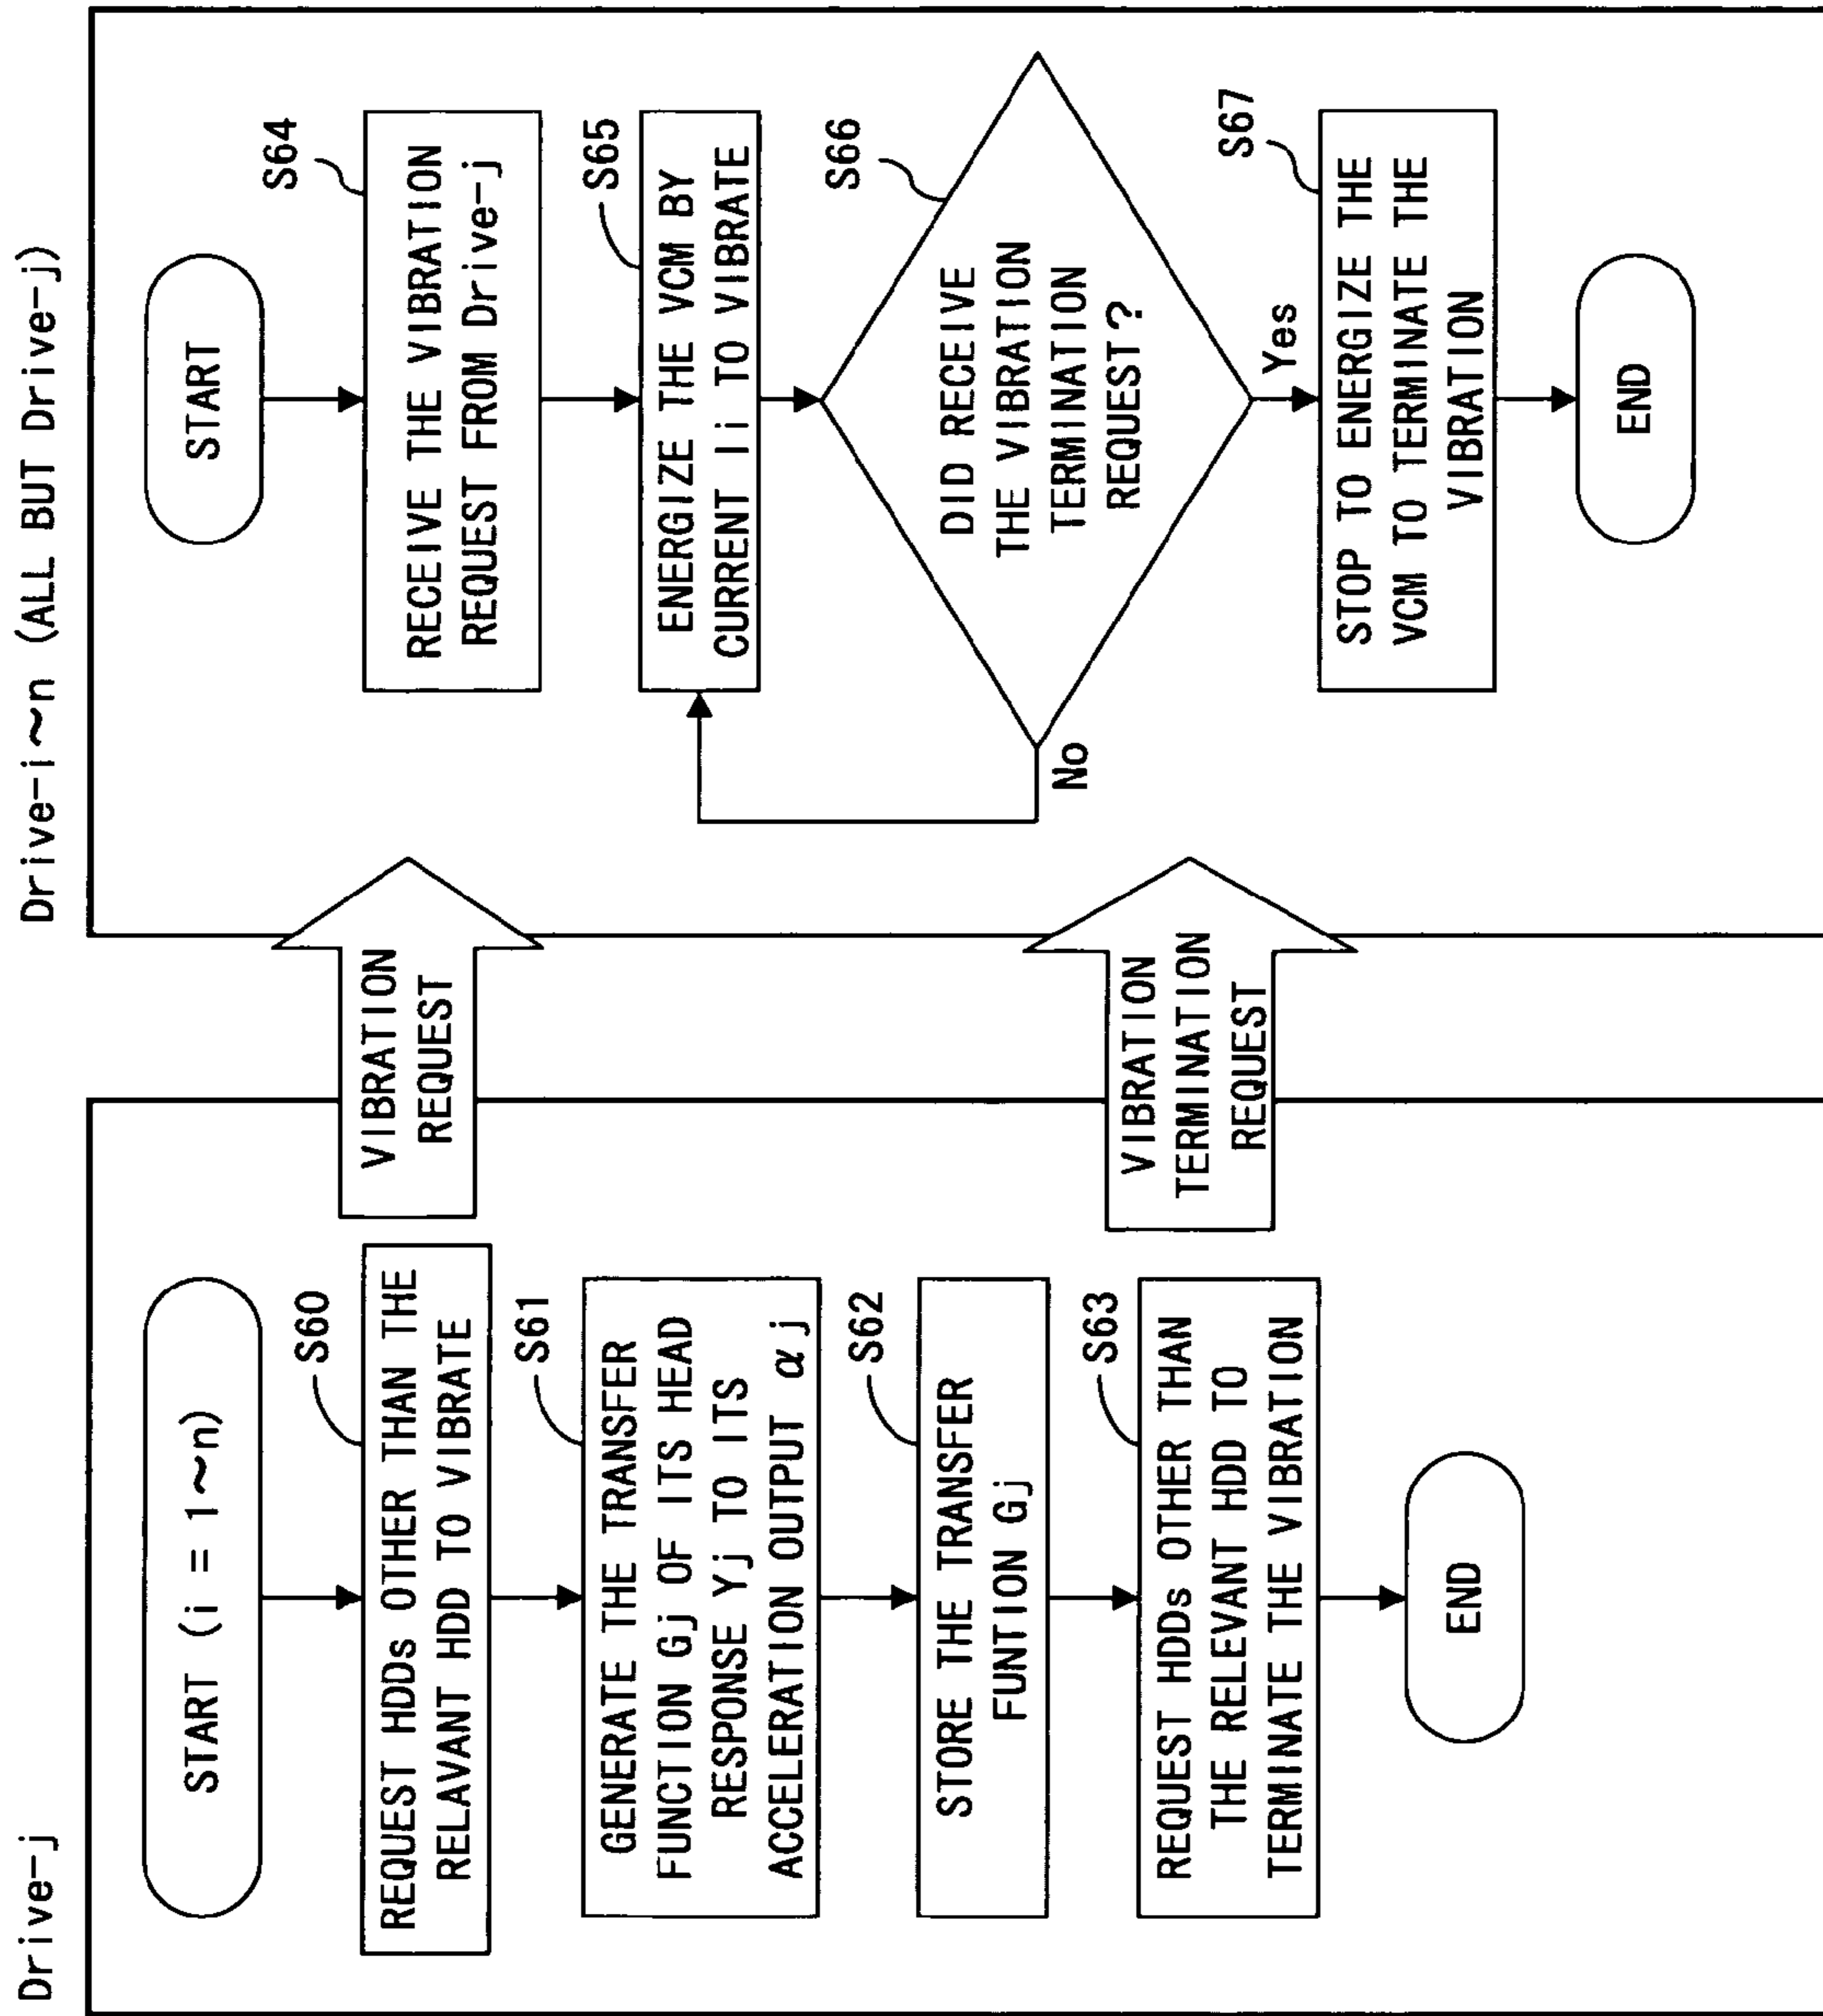 Drive-j
START (i = 1~n)
S60
REQUEST HDDs OTHER THAN THE
RELAVANT HDD TO VIBRATE
S61
GENERATE THE TRANSFER
FUNCTION Gj OF ITS HEAD
RESPONSE Yj TO ITS
ACCELERATION OUTPUT αj
S62
STORE THE TRANSFER
FUNTION Gj
S63
REQUEST HDDs OTHER THAN
THE RELEVANT HDD TO
TERMINATE THE VIBRATION
END
VIBRATION
REQUEST
VIBRATION
TERMINATION
REQUEST
Drive-i~n (ALL BUT Drive-j)
START
S64
RECEIVE THE VIBRATION
REQUEST FROM Drive-j
S65
ENERGIZE THE VCM BY
CURRENT Ii TO VIBRATE
S66
DID RECEIVE
THE VIBRATION
TERMINATION
REQUEST?
No
Yes
S67
STOP TO ENERGIZE THE
VCM TO TERMINATE THE
VIBRATION
END